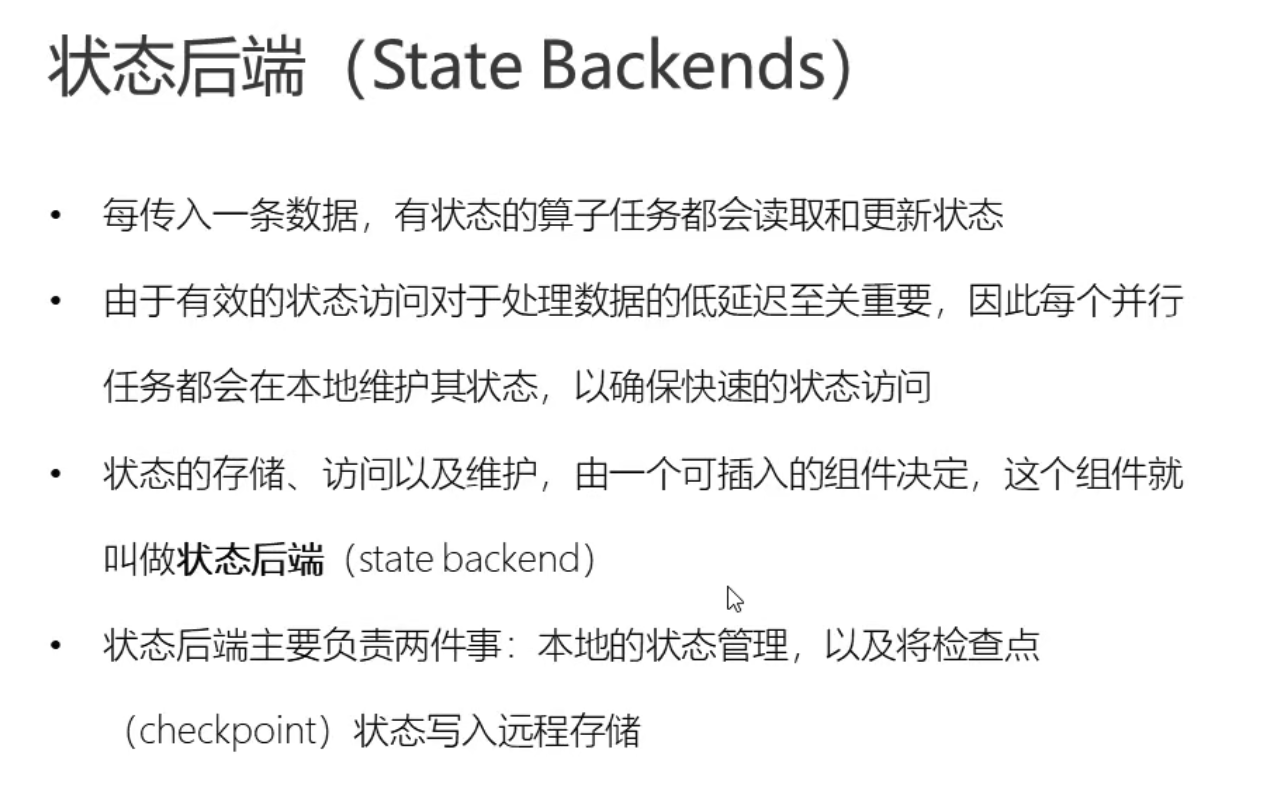 状态后端（State Backends）
• 每传入一条数据，有状态的算子任务都会读取和更新状态
• 由于有效的状态访问对于处理数据的低延迟至关重要，因此每个并行
任务都会在本地维护其状态，以确保快速的状态访问
• 状态的存储、访问以及维护，由一个可插入的组件决定，这个组件就
叫做状态后端（state backend）
• 状态后端主要负责两件事：本地的状态管理，以及将检查点
（checkpoint）状态写入远程存储